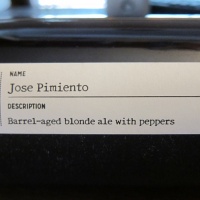 NAME
Jose Pimiento
DESCRIPTION
Barrel-aged blonde ale with peppers